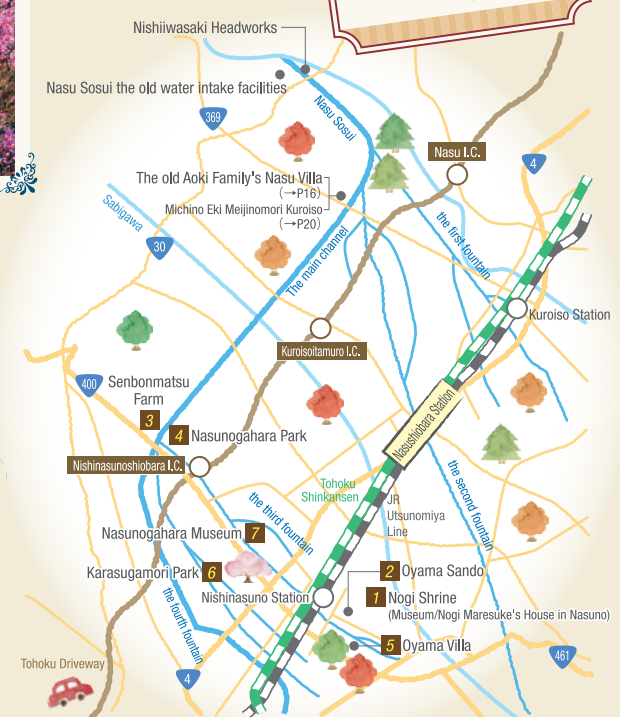 Nishiiwasaki Headworks
Nasu Sosui the old water intake facilities
Nasu Sosui
369
Nasu I.C.
4
The old Aoki Family's Nasu Villa
(→P16)
Michino Eki Meijinomori Kuroiso
(→P20)
Sabigawa
30
the first fountain
The main channel
Kuroiso Station
Kuroisoitamuro I.C.
400
Senbonmatsu
Farm
3
4 Nasunogahara Park
Nasushiobara Station
Nishinasunoshiobara I.C.
the second fountain
Tohoku
Shinkansen
JR
Utsunomiya
Line
the third fountain
Nasunogahara Museum 7
Karasugamori Park 6
2 Oyama Sando
Nishinasuno Station
1 Nogi Shrine
(Museum/Nogi Maresuke's House in Nasuno)
the fourth fountain
5 Oyama Villa
461
Tohoku Driveway
4